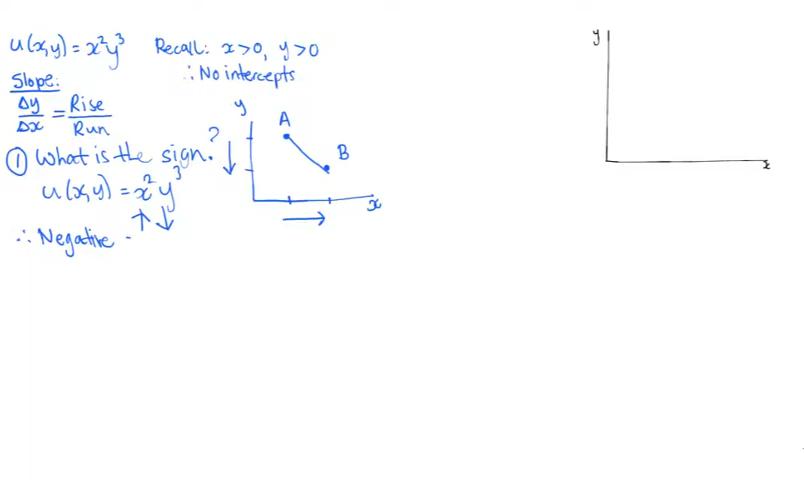 u(x,y) = x²y³ Recall: x>0, y>0
∴ No intercepts
Slope:
Δy/Δx = Rise/Run
① What is the sign?
u(x,y) = x²y³
↑↓
∴ Negative -
y
A
↓
B
x
→
y
x